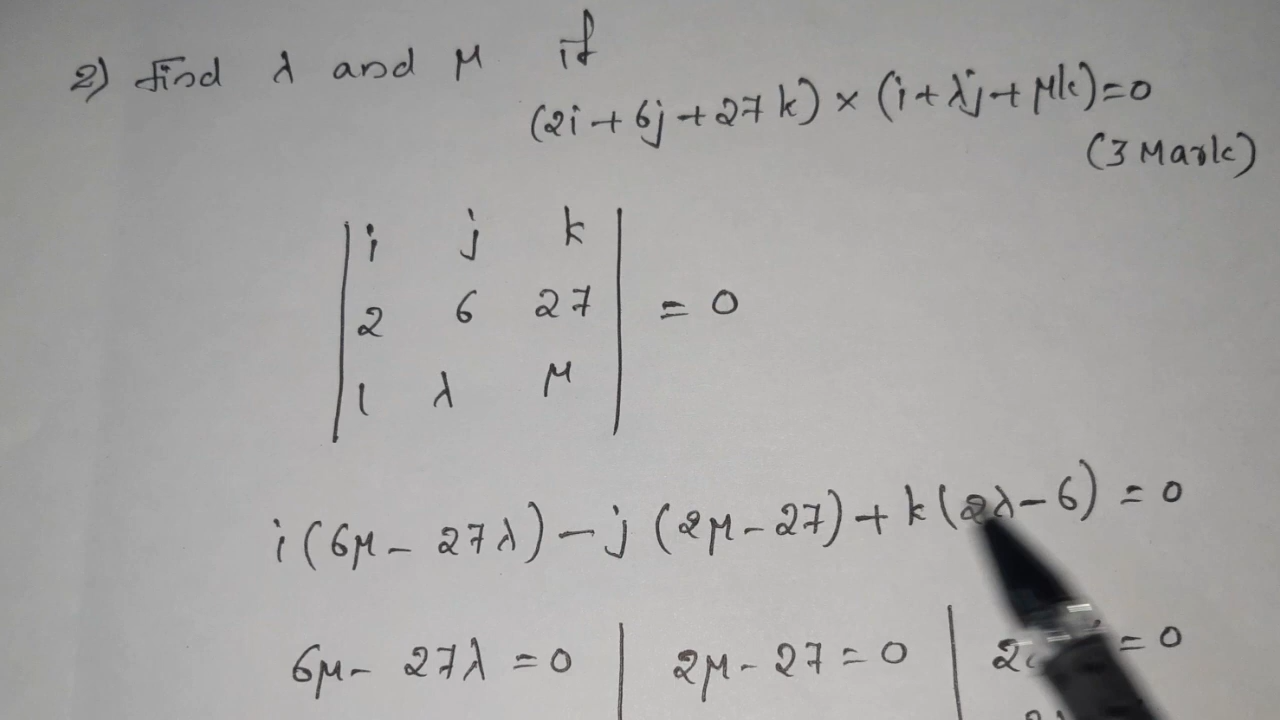 2) Find λ and μ if
(2i + 6j + 27k) × (i + λj + μk) = 0
(3 Mark)
| i j k |
| 2 6 27 | = 0
| 1 λ μ |
i(6μ - 27λ) - j(2μ - 27) + k(2λ - 6) = 0
6μ - 27λ = 0 | 2μ - 27 = 0 | 2 = 0